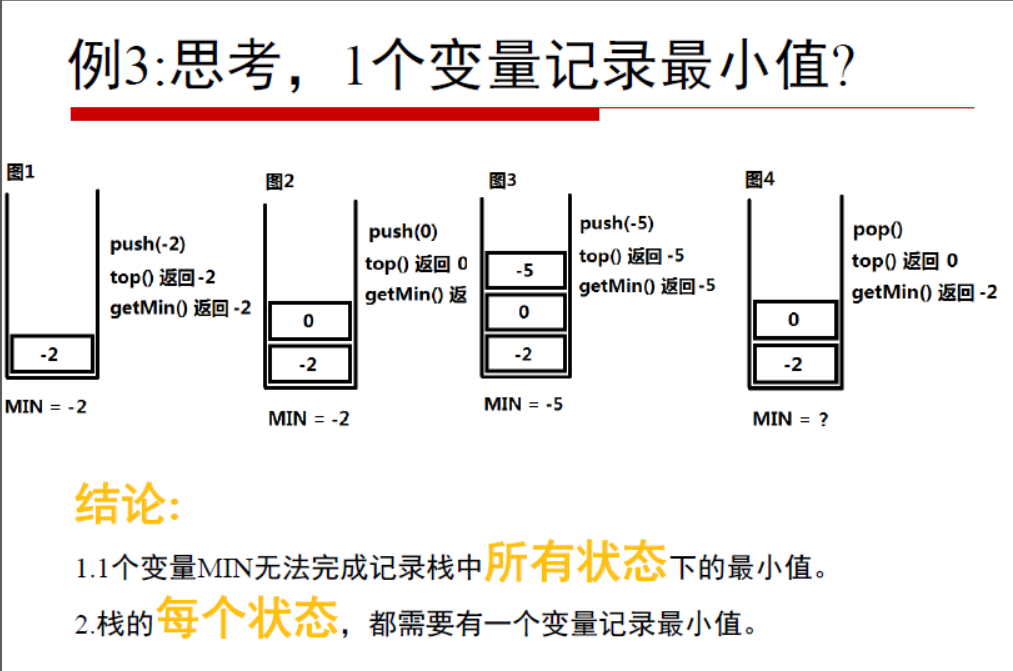 例3:思考，1个变量记录最小值?
图1
push(-2)
top() 返回-2
getMin() 返回 -2
-2
MIN = -2
图2
push(0)
top() 返回 0
getMin() 返
0
-2
MIN = -2
图3
push(-5)
top() 返回 -5
getMin() 返回-5
-5
0
-2
MIN = -5
图4
pop()
top() 返回 0
getMin() 返回 -2
0
-2
MIN = ?
结论:
1.1个变量MIN无法完成记录栈中所有状态下的最小值。
2.栈的每个状态，都需要有一个变量记录最小值。